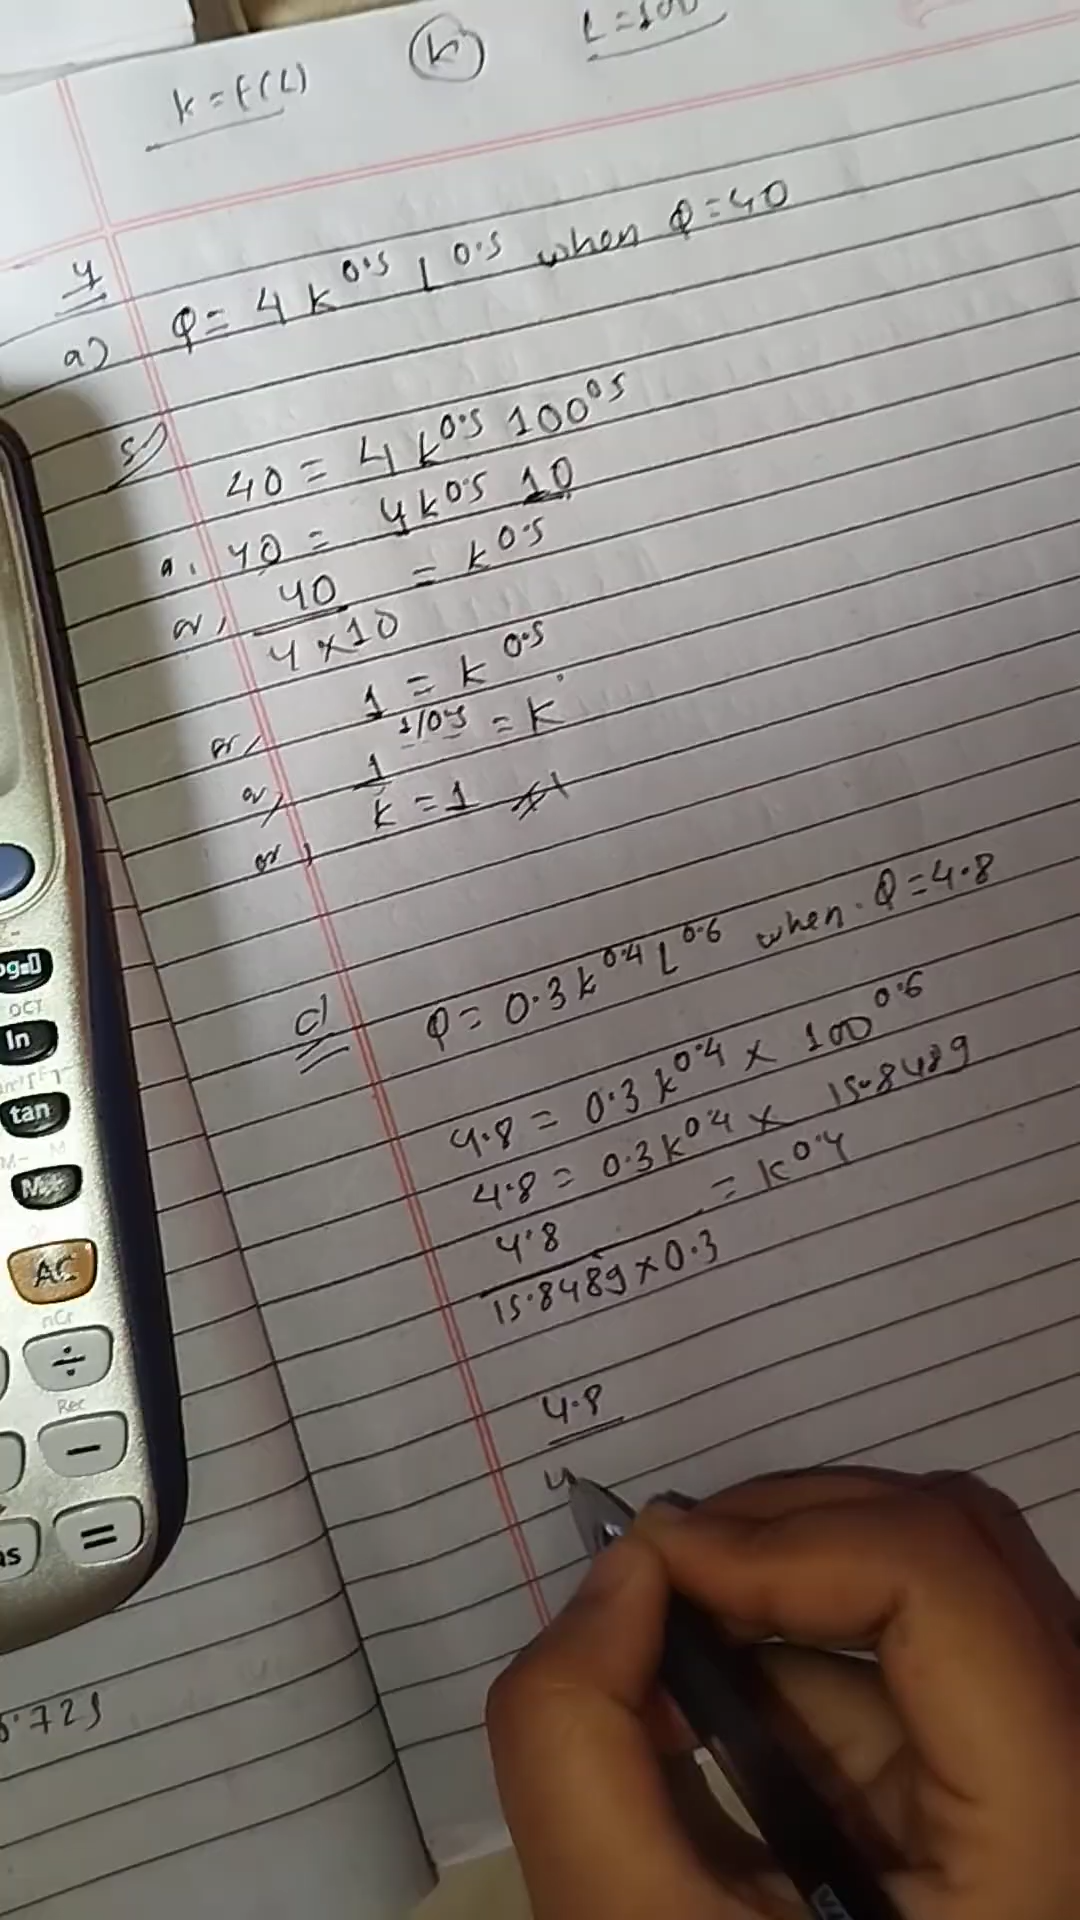 k = f(L)
k
L = 100
4
a) Q = 4 k^0.5 L^0.5 when Q = 40
40 = 4 k^0.5 100^0.5
40 = 4 k^0.5 10
or, 40 / 4 × 10 = k^0.5
or, 1 = k^0.5
or, 1^1/0.5 = k
or, k = 1
c) Q = 0.3 k^0.4 L^0.6 when Q = 4.8
4.8 = 0.3 k^0.4 × 100^0.6
4.8 = 0.3 k^0.4 × 15.8489
4.8 / 15.8489 × 0.3 = k^0.4
4.8
4
OCT
ln
tan
M-
M
M+
AC
nCr
÷
Rec
−
=
.725